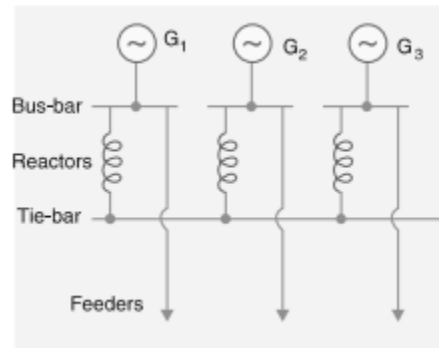 G₁ G₂ G₃
Bus-bar
Reactors
Tie-bar
Feeders